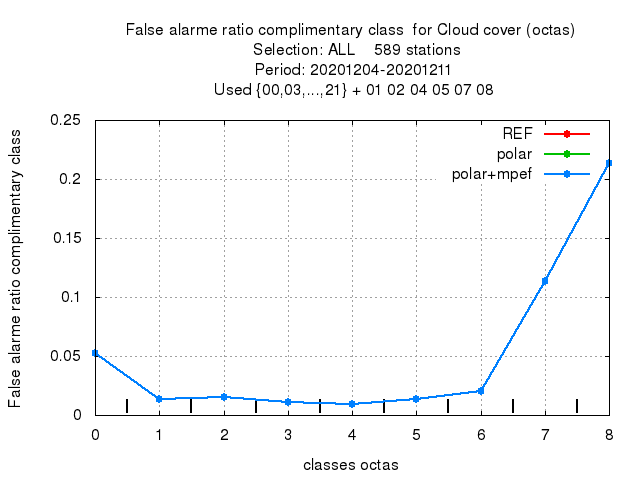 False alarme ratio complimentary class  for Cloud cover (octas)
Selection: ALL    589 stations
Period: 20201204-20201211
Used {00,03,...,21} + 01 02 04 05 07 08
False alarme ratio complimentary class
0.25
0.2
0.15
0.1
0.05
0
REF
polar
polar+mpef
0 1 2 3 4 5 6 7 8
classes octas